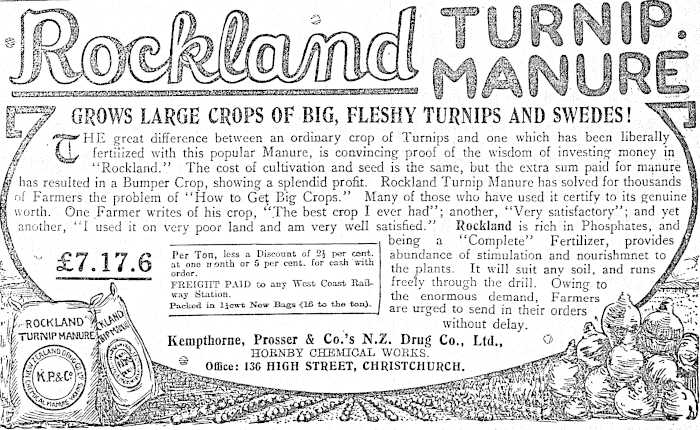 Rockland TURNIP.
MANURE
GROWS LARGE CROPS OF BIG, FLESHY TURNIPS AND SWEDES!
THE great difference between an ordinary crop of Turnips and one which has been liberally
fertilized with this popular Manure, is convincing proof of the wisdom of investing money in
"Rockland." The cost of cultivation and seed is the same, but the extra sum paid for manure
has resulted in a Bumper Crop, showing a splendid profit. Rockland Turnip Manure has solved for thousands
of Farmers the problem of "How to Get Big Crops." Many of those who have used it certify to its genuine
worth. One Farmer writes of his crop, "The best crop I ever had"; another, "Very satisfactory"; and yet
another, "I used it on very poor land and am very well satisfied." Rockland is rich in Phosphates, and
being a "Complete" Fertilizer, provides
abundance of stimulation and nourishmnet to
the plants. It will suit any soil, and runs
freely through the drill. Owing to
the enormous demand, Farmers
are urged to send in their orders
without delay.
£7.17.6
Per Ton, less a Discount of 2½ per cent.
at one month or 5 per cent. for cash with
order.
FREIGHT PAID to any West Coast Rail-
way Station.
Packed in 1¼cwt New Bags (16 to the ton).
ROCKLAND
TURNIP MANURE
K.P.&Co
Kempthorne, Prosser & Co.'s N.Z. Drug Co., Ltd.,
HORNBY CHEMICAL WORKS.
Office: 136 HIGH STREET, CHRISTCHURCH.